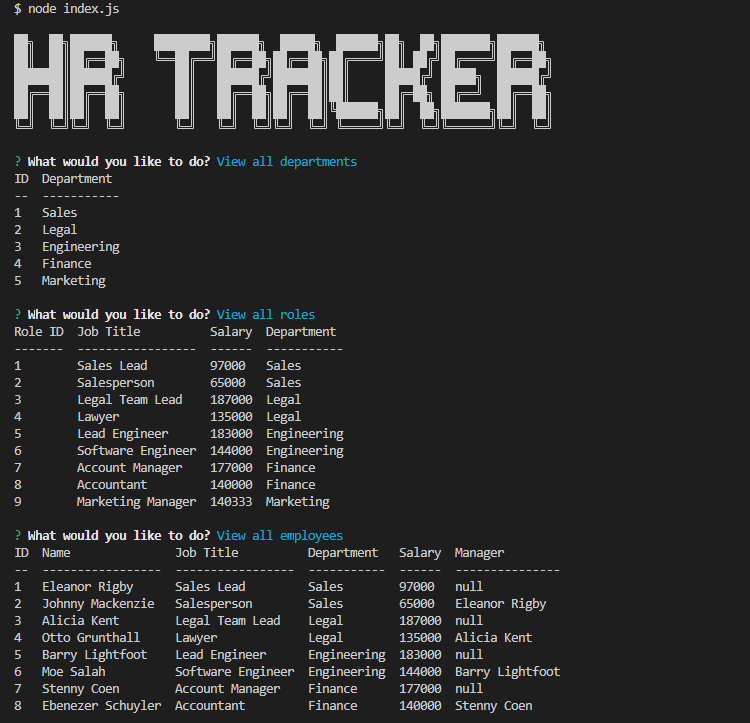 $ node index.js
HR TRACKER
? What would you like to do? View all departments
ID  Department
--  -----------
1   Sales
2   Legal
3   Engineering
4   Finance
5   Marketing
? What would you like to do? View all roles
Role ID  Job Title          Salary  Department
-------  -----------------  ------  -----------
1        Sales Lead         97000   Sales
2        Salesperson        65000   Sales
3        Legal Team Lead    187000  Legal
4        Lawyer             135000  Legal
5        Lead Engineer      183000  Engineering
6        Software Engineer  144000  Engineering
7        Account Manager    177000  Finance
8        Accountant         140000  Finance
9        Marketing Manager  140333  Marketing
? What would you like to do? View all employees
ID  Name               Job Title          Department   Salary  Manager
--  -----------------  -----------------  -----------  ------  ---------------
1   Eleanor Rigby      Sales Lead         Sales        97000   null
2   Johnny Mackenzie   Salesperson        Sales        65000   Eleanor Rigby
3   Alicia Kent        Legal Team Lead    Legal        187000  null
4   Otto Grunthall     Lawyer             Legal        135000  Alicia Kent
5   Barry Lightfoot    Lead Engineer      Engineering  183000  null
6   Moe Salah          Software Engineer  Engineering  144000  Barry Lightfoot
7   Stenny Coen        Account Manager    Finance      177000  null
8   Ebenezer Schuyler  Accountant         Finance      140000  Stenny Coen